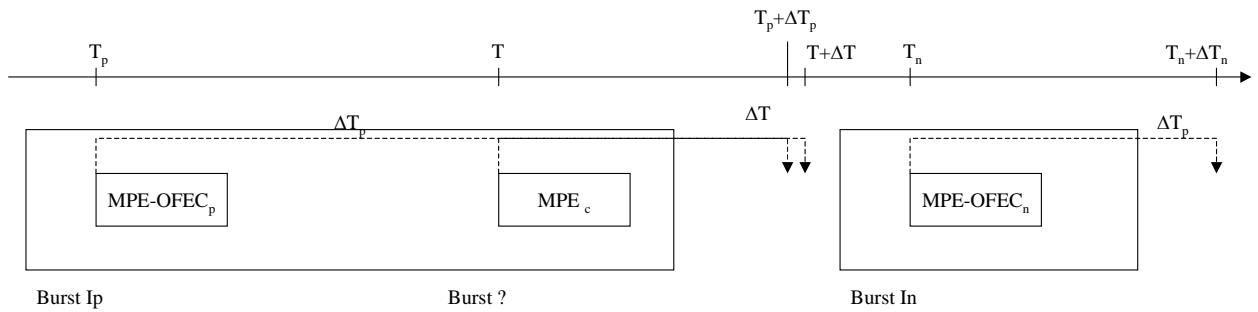 Tp+ΔTp
Tp T T+ΔT Tn Tn+ΔTn
ΔTp ΔT ΔTp
MPE-OFECp MPE c MPE-OFECn
Burst Ip Burst ? Burst In